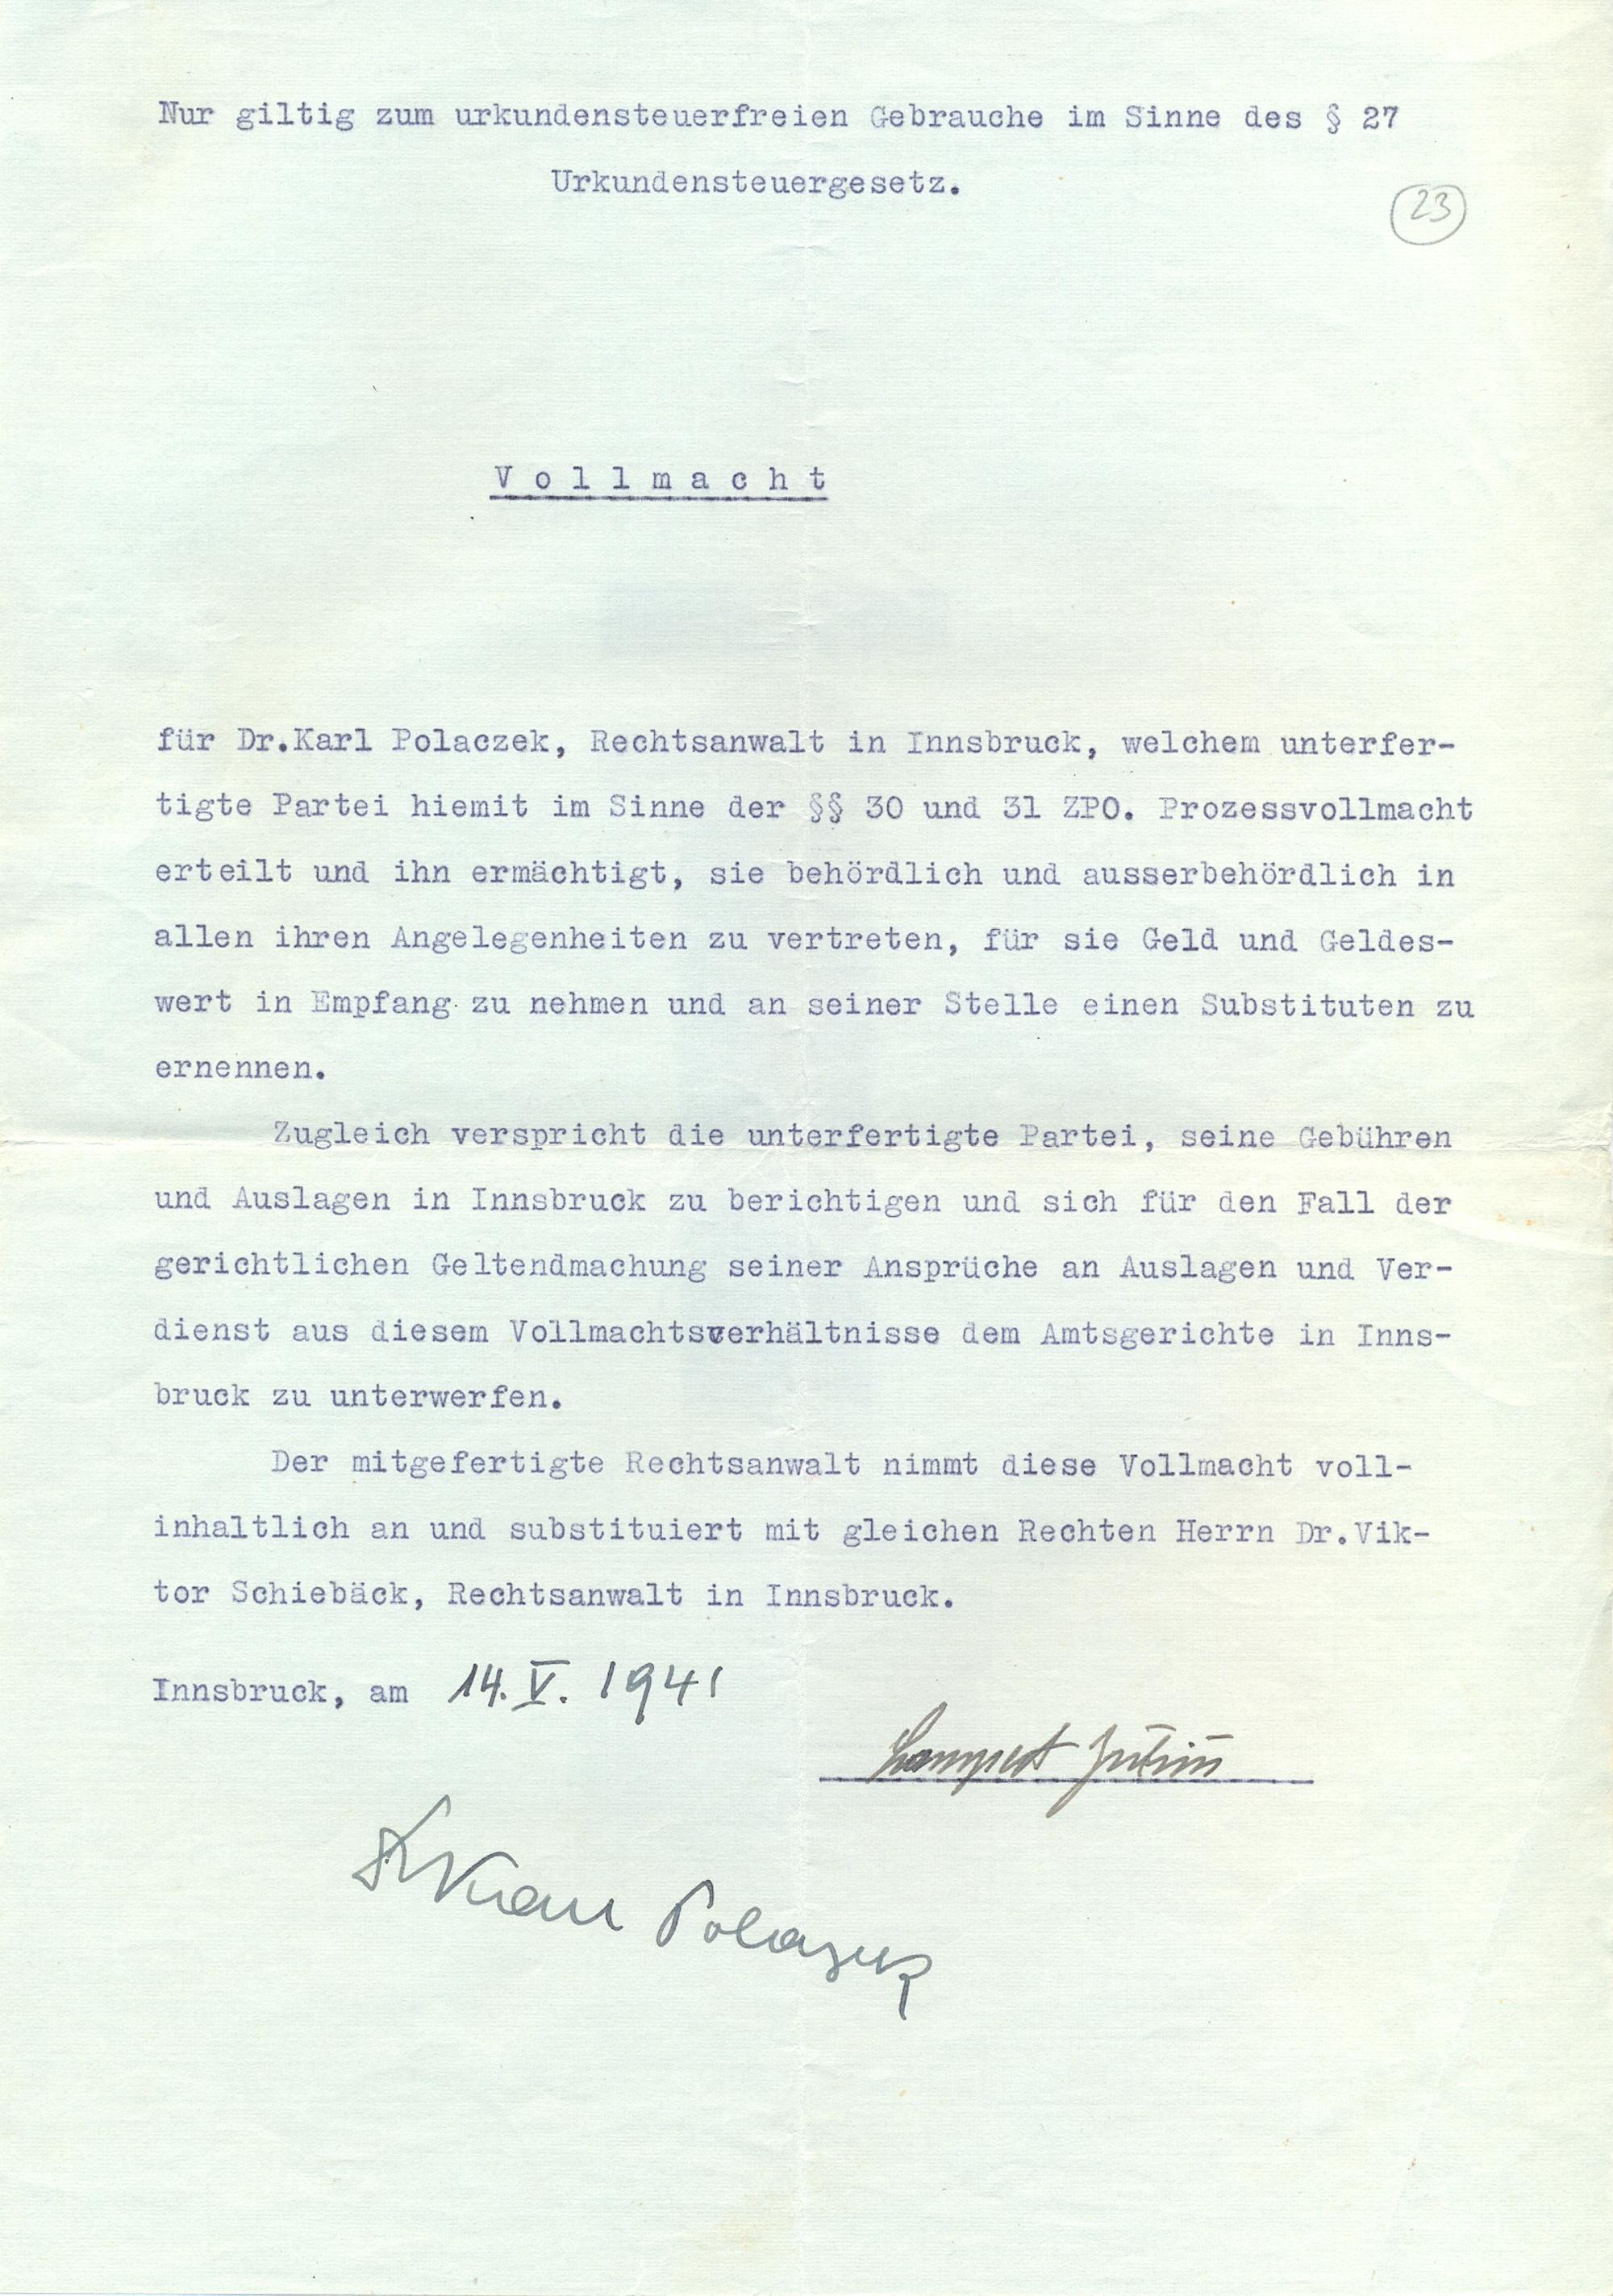 Nur giltig zum urkundensteuerfreien Gebrauche im Sinne des § 27
Urkundensteuergesetz.
23
Vollmacht
für Dr.Karl Polaczek, Rechtsanwalt in Innsbruck, welchem unterfer-
tigte Partei hiemit im Sinne der §§ 30 und 31 ZPO. Prozessvollmacht
erteilt und ihn ermächtigt, sie behördlich und ausserbehördlich in
allen ihren Angelegenheiten zu vertreten, für sie Geld und Geldes-
wert in Empfang zu nehmen und an seiner Stelle einen Substituten zu
ernennen.
Zugleich verspricht die unterfertigte Partei, seine Gebühren
und Auslagen in Innsbruck zu berichtigen und sich für den Fall der
gerichtlichen Geltendmachung seiner Ansprüche an Auslagen und Ver-
dienst aus diesem Vollmachtsverhältnisse dem Amtsgerichte in Inns-
bruck zu unterwerfen.
Der mitgefertigte Rechtsanwalt nimmt diese Vollmacht voll-
inhaltlich an und substituiert mit gleichen Rechten Herrn Dr.Vik-
tor Schiebäck, Rechtsanwalt in Innsbruck.
Innsbruck, am 14. V. 1941
Lampert